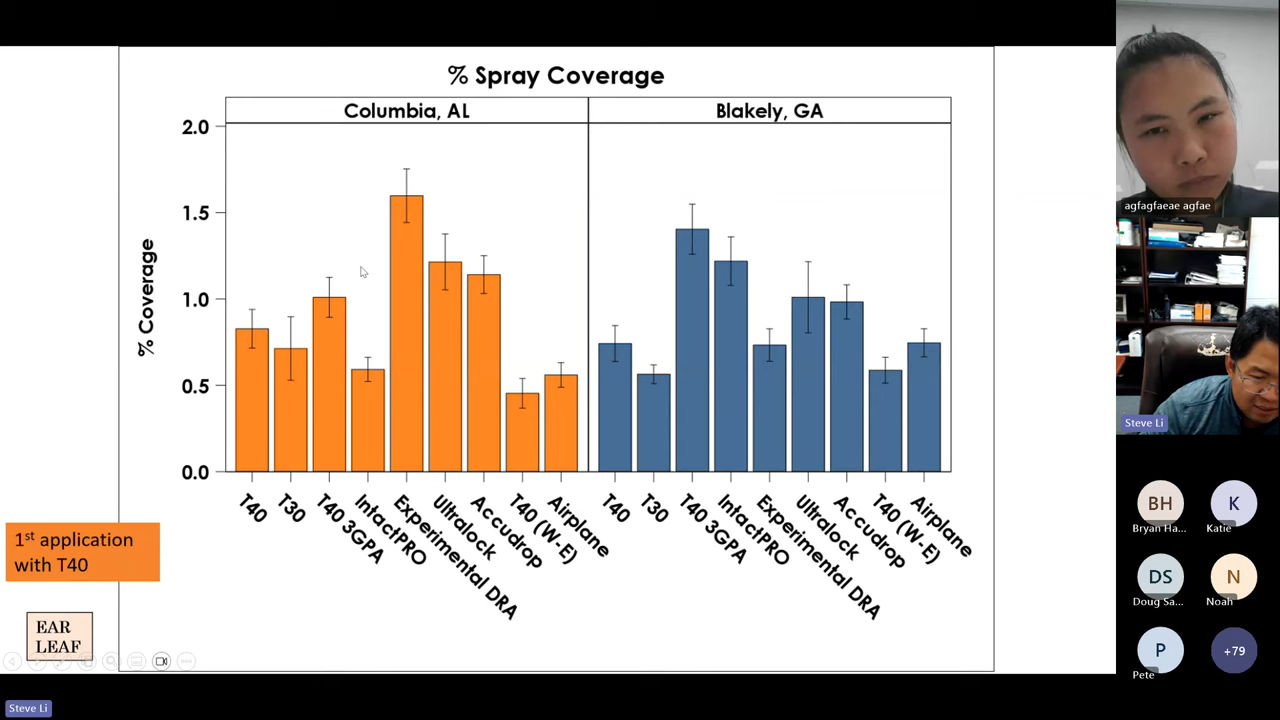 % Spray Coverage
Columbia, AL
Blakely, GA
% Coverage
2.0
1.5
1.0
0.5
0.0
T40
T30
T40 3GPA
IntactPRO
Experimental DRA
Ultralock
Accudrop
T40 (W-E)
Airplane
T40
T30
T40 3GPA
IntactPRO
Experimental DRA
Ultralock
Accudrop
T40 (W-E)
Airplane
1st application
with T40
EAR
LEAF
Steve Li
agfagfaeae agfae
Steve Li
BH
Bryan Ha...
K
Katie
DS
Doug Sa...
N
Noah
P
Pete
+79